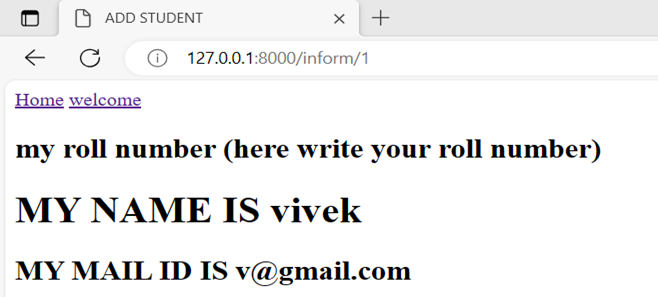 ADD STUDENT
127.0.0.1:8000/inform/1
Home welcome
my roll number (here write your roll number)
MY NAME IS vivek
MY MAIL ID IS v@gmail.com